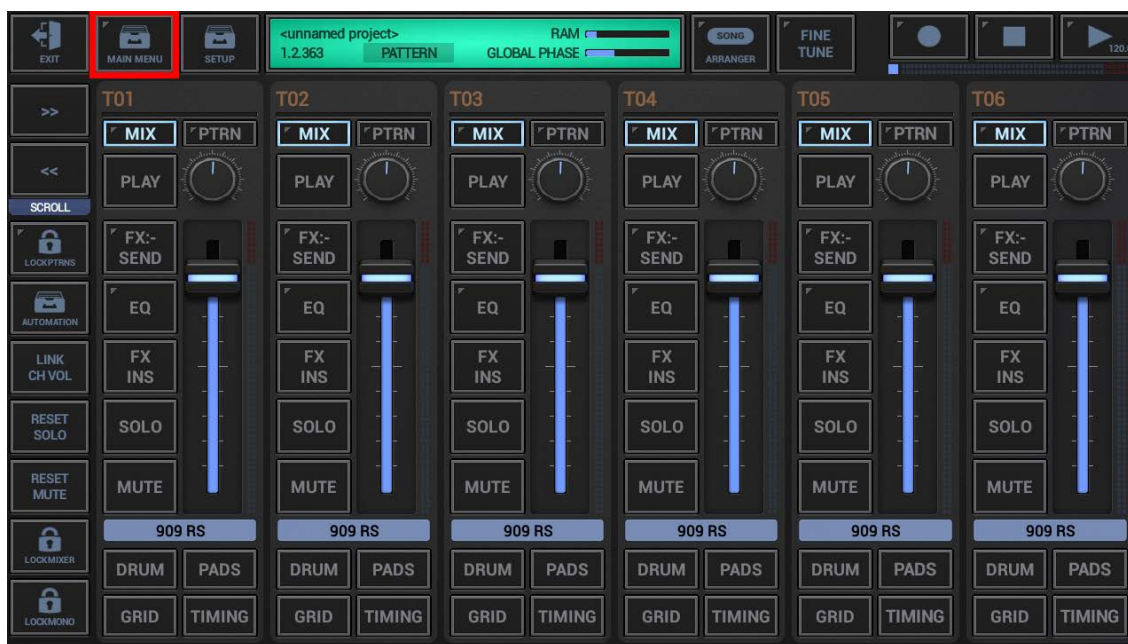 EXIT
MAIN MENU
SETUP
<unnamed project>
RAM
1.2.363
PATTERN
GLOBAL PHASE
SONG
ARRANGER
FINE
TUNE
120.
>>
<<
SCROLL
LOCKPTRNS
AUTOMATION
LINK
CH VOL
RESET
SOLO
RESET
MUTE
LOCKMIXER
LOCKMONO
T01 T02 T03 T04 T05 T06
MIX PTRN MIX PTRN MIX PTRN MIX PTRN MIX PTRN MIX PTRN
PLAY PLAY PLAY PLAY PLAY PLAY
FX:- FX:- FX:- FX:- FX:- FX:-
SEND SEND SEND SEND SEND SEND
EQ EQ EQ EQ EQ EQ
FX FX FX FX FX FX
INS INS INS INS INS INS
SOLO SOLO SOLO SOLO SOLO SOLO
MUTE MUTE MUTE MUTE MUTE MUTE
909 RS 909 RS 909 RS 909 RS 909 RS 909 RS
DRUM PADS DRUM PADS DRUM PADS DRUM PADS DRUM PADS DRUM PADS
GRID TIMING GRID TIMING GRID TIMING GRID TIMING GRID TIMING GRID TIMING